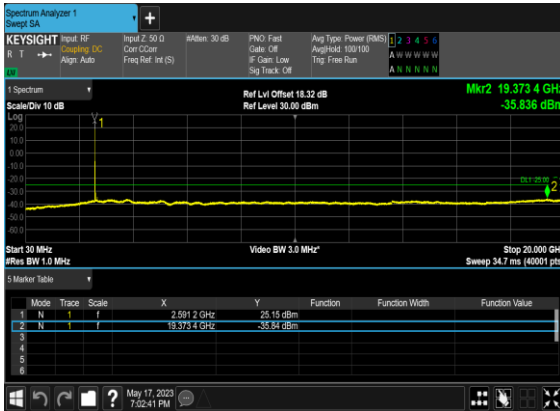 Spectrum Analyzer 1
Swept SA
+
KEYSIGHT Input: RF Input Z: 50 Ω #Atten: 30 dB PNO: Fast Avg Type: Power (RMS) 1 2 3 4 5 6
R T Coupling: DC Corr CCorr Gate: Off Avg|Hold: 100/100 A W W W W W
Align: Auto Freq Ref: Int (S) IF Gain: Low Trig: Free Run
Sig Track: Off A N N N N N
LXI
1 Spectrum Ref Lvl Offset 18.32 dB Mkr2 19.373 4 GHz
Scale/Div 10 dB Ref Level 30.00 dBm -35.836 dBm
Log
1
20.0
10.0
0.00
-10.0
-20.0
DL1 -25.00
-30.0
2
-40.0
-50.0
-60.0
Start 30 MHz Video BW 3.0 MHz* Stop 20.000 GHz
#Res BW 1.0 MHz Sweep 34.7 ms (40001 pts)
5 Marker Table
Mode Trace Scale X Y Function Function Width Function Value
1 N 1 f 2.591 2 GHz 25.15 dBm
2 N 1 f 19.373 4 GHz -35.84 dBm
3
4
5
6
? May 17, 2023
7:02:41 PM